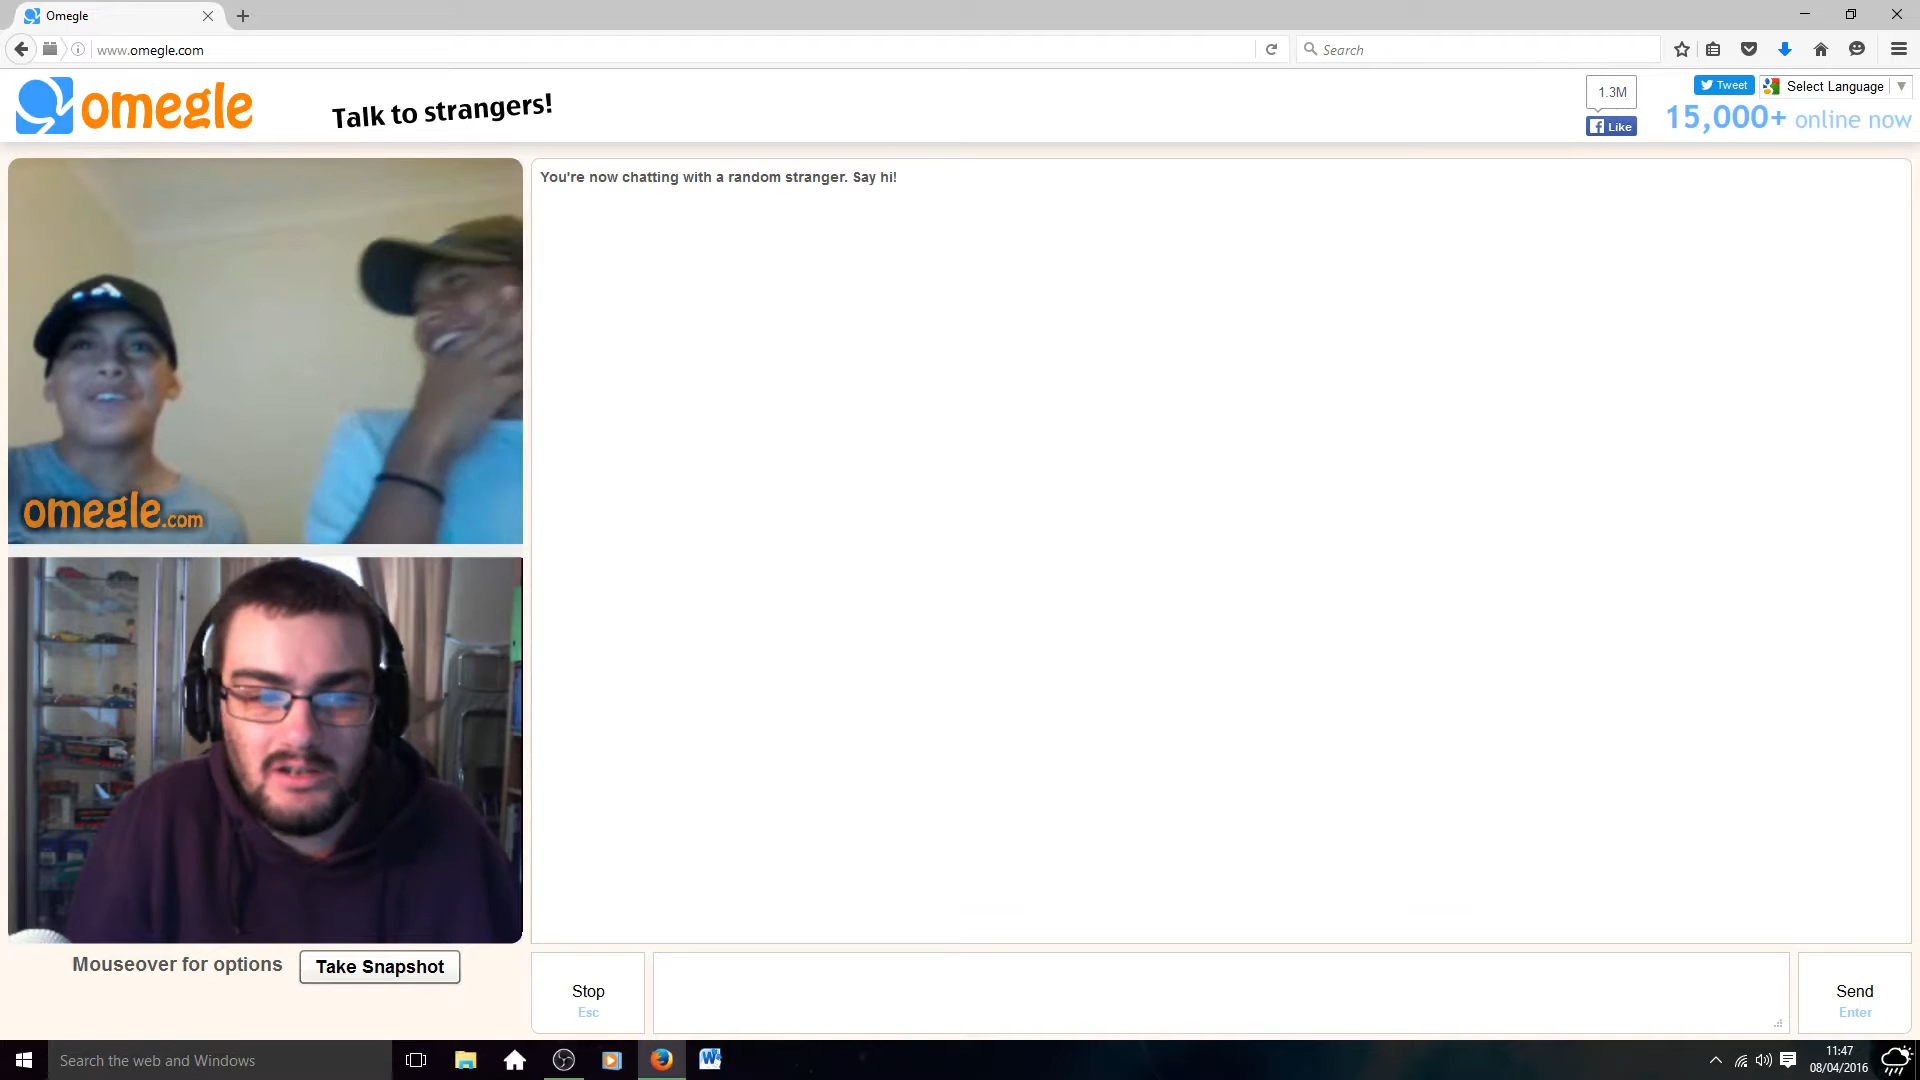 Omegle
www.omegle.com
Search
omegle
Talk to strangers!
1.3M
Like
Tweet
Select Language
15,000+ online now
You're now chatting with a random stranger. Say hi!
omegle.com
Mouseover for options
Take Snapshot
Stop
Esc
Send
Enter
Search the web and Windows
11:47
08/04/2016